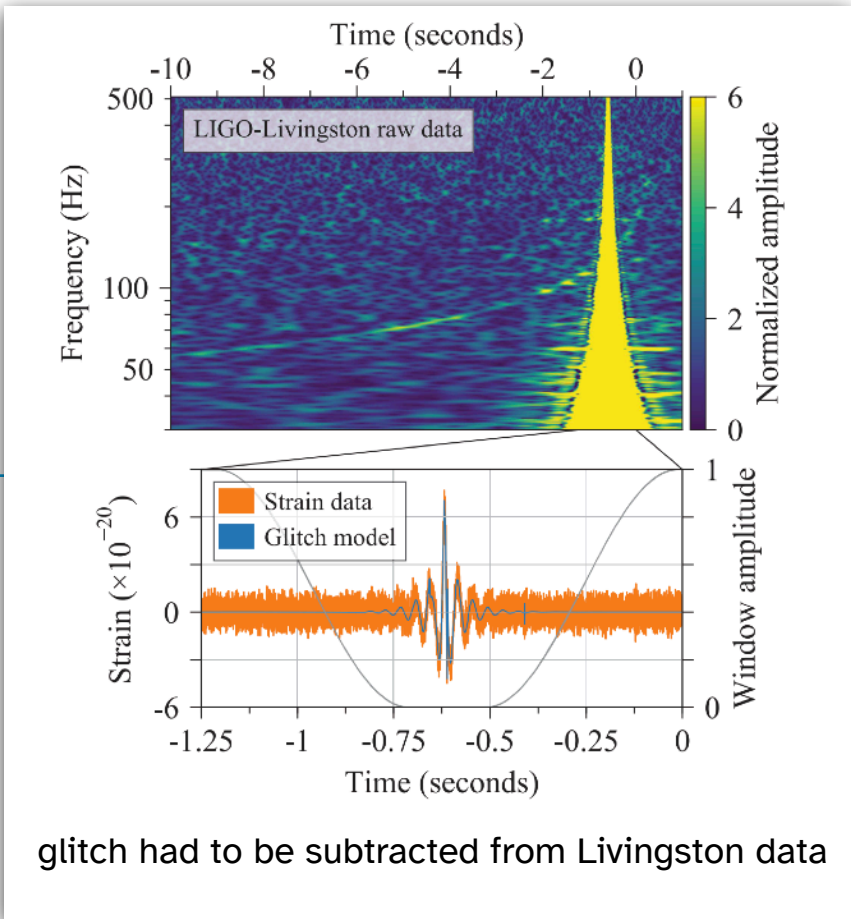 Time (seconds)
-10 -8 -6 -4 -2 0
500
100
50
Frequency (Hz)
LIGO-Livingston raw data
6
4
2
0
Normalized amplitude
Strain data
Glitch model
6
0
-6
Strain (×10⁻²⁰)
1
0
Window amplitude
-1.25 -1 -0.75 -0.5 -0.25 0
Time (seconds)
glitch had to be subtracted from Livingston data